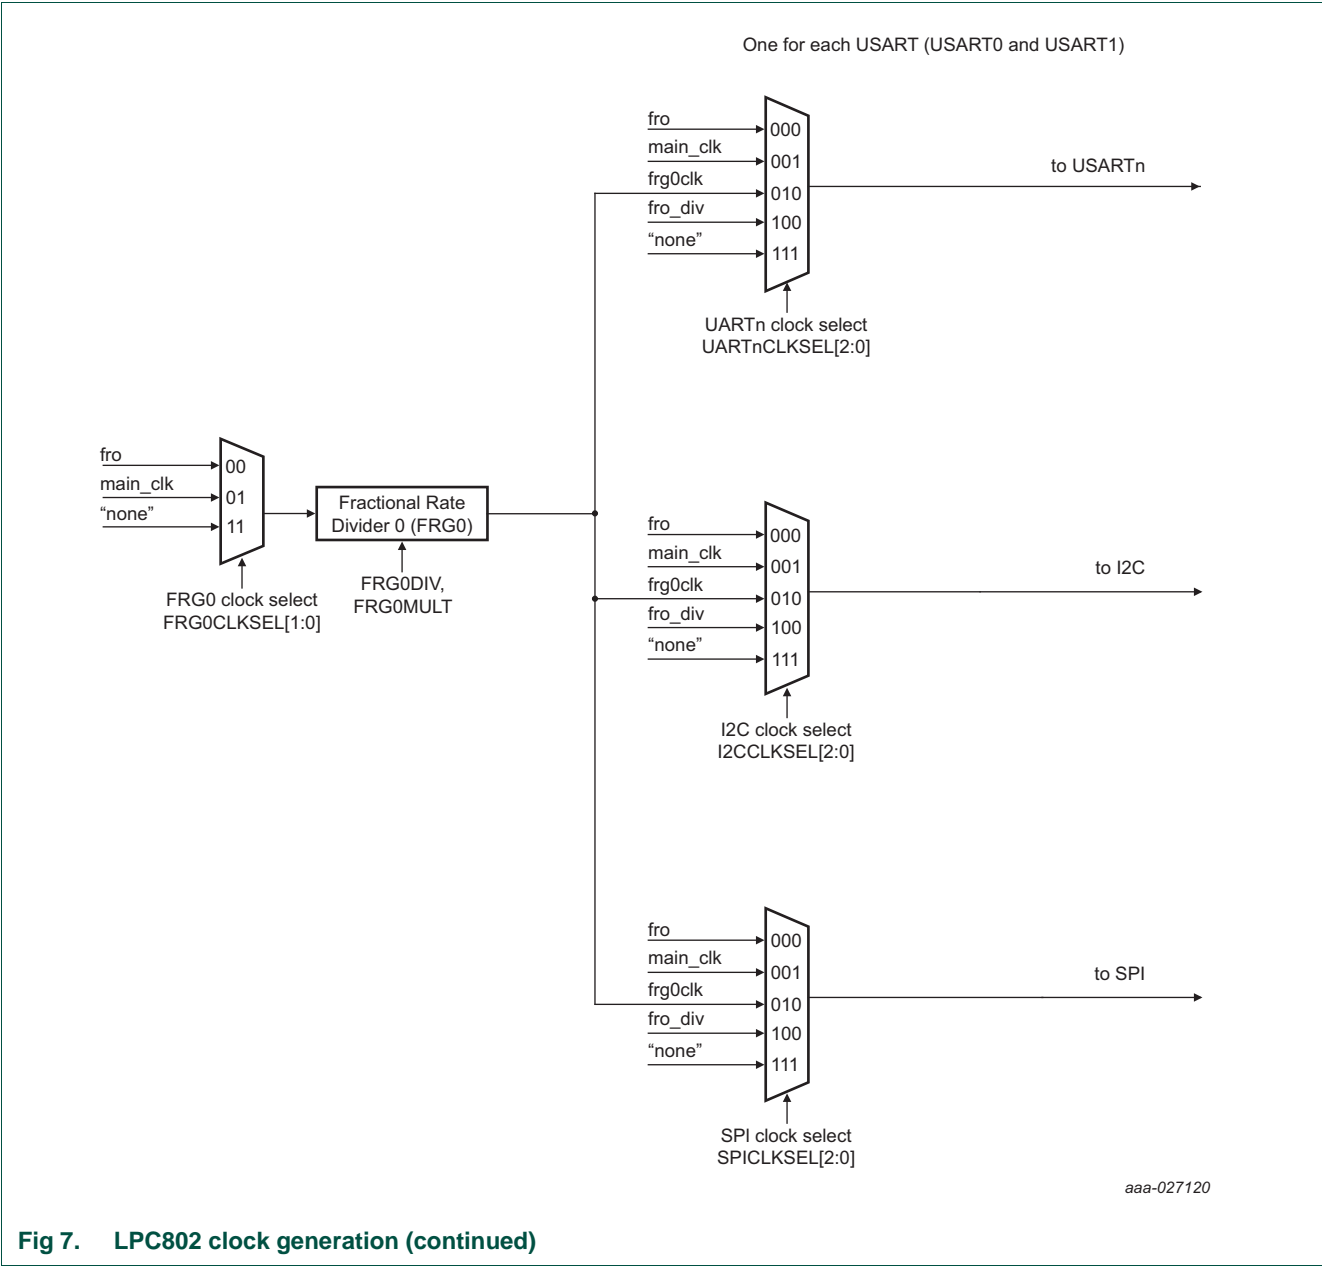 One for each USART (USART0 and USART1)
fro
000
main_clk
001
to USARTn
frg0clk
010
fro_div
100
“none”
111
UARTn clock select
UARTnCLKSEL[2:0]
fro
00
main_clk
01
“none”
11
Fractional Rate
Divider 0 (FRG0)
FRG0 clock select
FRG0CLKSEL[1:0]
FRG0DIV,
FRG0MULT
fro
000
main_clk
001
to I2C
frg0clk
010
fro_div
100
“none”
111
I2C clock select
I2CCLKSEL[2:0]
fro
000
main_clk
001
to SPI
frg0clk
010
fro_div
100
“none”
111
SPI clock select
SPICLKSEL[2:0]
aaa-027120
Fig 7. LPC802 clock generation (continued)